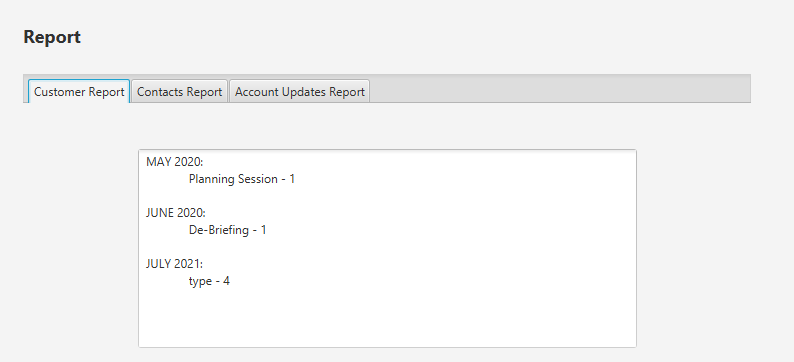 Report
Customer Report Contacts Report Account Updates Report
MAY 2020:
Planning Session - 1
JUNE 2020:
De-Briefing - 1
JULY 2021:
type - 4